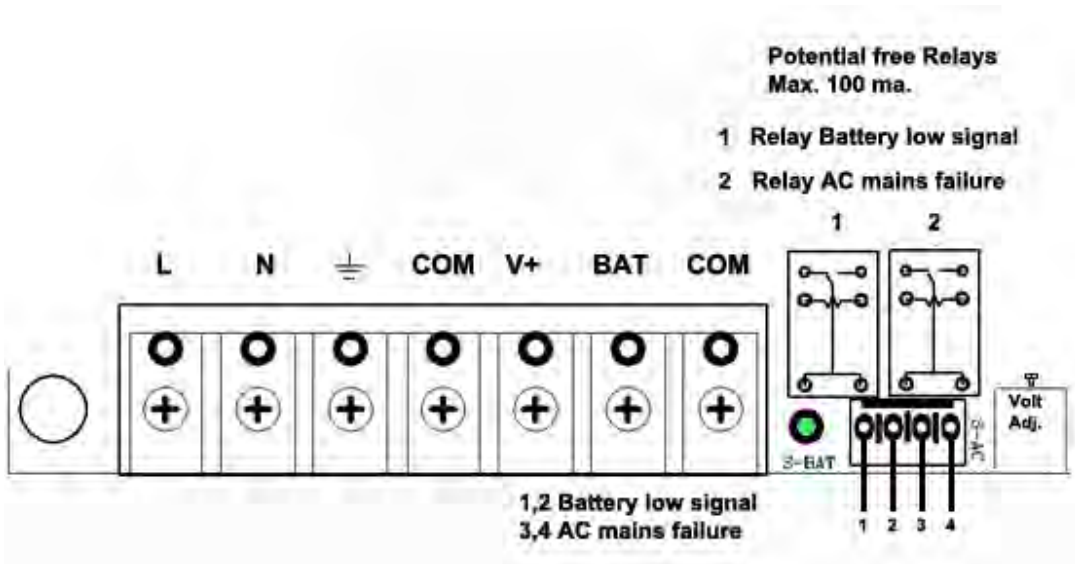 Potential free Relays
Max. 100 ma.
1 Relay Battery low signal
2 Relay AC mains failure
1 2
L N COM V+ BAT COM
Volt
Adj.
S-BAT
S-AC
1,2 Battery low signal
3,4 AC mains failure
1 2 3 4